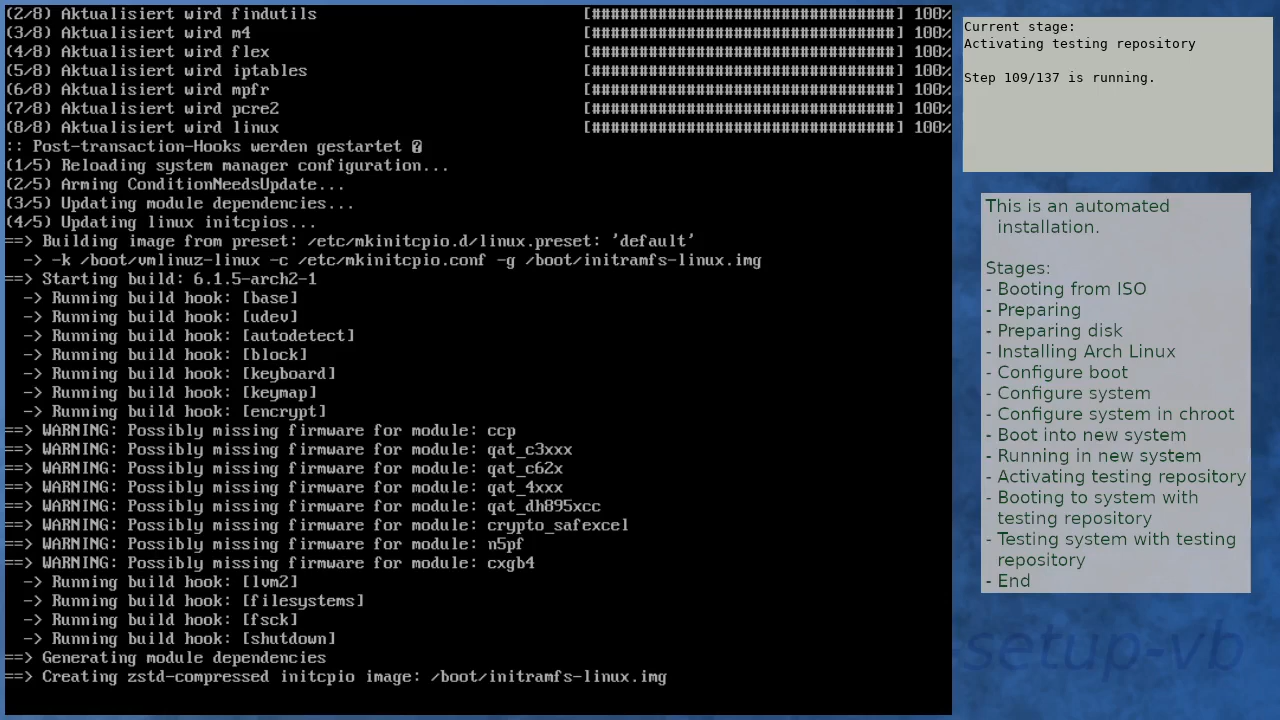 (2/8) Aktualisiert wird findutils [################################] 100%
(3/8) Aktualisiert wird m4 [################################] 100%
(4/8) Aktualisiert wird flex [################################] 100%
(5/8) Aktualisiert wird iptables [################################] 100%
(6/8) Aktualisiert wird mpfr [################################] 100%
(7/8) Aktualisiert wird pcre2 [################################] 100%
(8/8) Aktualisiert wird linux [################################] 100%
:: Post-transaction-Hooks werden gestartet �
(1/5) Reloading system manager configuration...
(2/5) Arming ConditionNeedsUpdate...
(3/5) Updating module dependencies...
(4/5) Updating linux initcpios...
==> Building image from preset: /etc/mkinitcpio.d/linux.preset: 'default'
-> -k /boot/vmlinuz-linux -c /etc/mkinitcpio.conf -g /boot/initramfs-linux.img
==> Starting build: 6.1.5-arch2-1
-> Running build hook: [base]
-> Running build hook: [udev]
-> Running build hook: [autodetect]
-> Running build hook: [block]
-> Running build hook: [keyboard]
-> Running build hook: [keymap]
-> Running build hook: [encrypt]
==> WARNING: Possibly missing firmware for module: ccp
==> WARNING: Possibly missing firmware for module: qat_c3xxx
==> WARNING: Possibly missing firmware for module: qat_c62x
==> WARNING: Possibly missing firmware for module: qat_4xxx
==> WARNING: Possibly missing firmware for module: qat_dh895xcc
==> WARNING: Possibly missing firmware for module: crypto_safexcel
==> WARNING: Possibly missing firmware for module: n5pf
==> WARNING: Possibly missing firmware for module: cxgb4
-> Running build hook: [lvm2]
-> Running build hook: [filesystems]
-> Running build hook: [fsck]
-> Running build hook: [shutdown]
==> Generating module dependencies
==> Creating zstd-compressed initcpio image: /boot/initramfs-linux.img
Current stage:
Activating testing repository
Step 109/137 is running.
This is an automated
installation.
Stages:
- Booting from ISO
- Preparing
- Preparing disk
- Installing Arch Linux
- Configure boot
- Configure system
- Configure system in chroot
- Boot into new system
- Running in new system
- Activating testing repository
- Booting to system with
testing repository
- Testing system with testing
repository
- End
-setup-vb